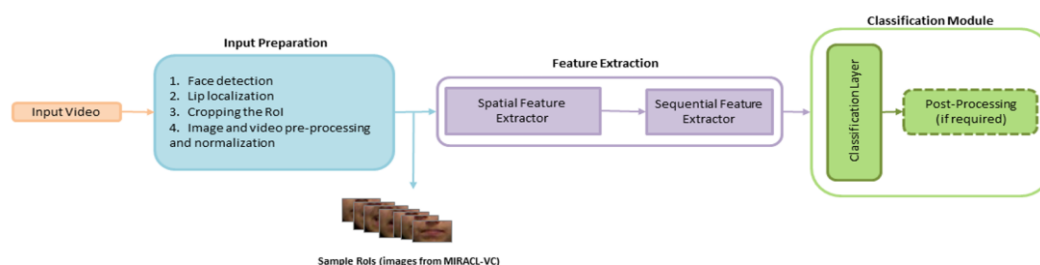 Input Video
Input Preparation
1. Face detection
2. Lip localization
3. Cropping the RoI
4. Image and video pre-processing
and normalization
Sample RoIs (images from MIRACL-VC)
Feature Extraction
Spatial Feature
Extractor
Sequential Feature
Extractor
Classification Module
Classification Layer
Post-Processing
(if required)